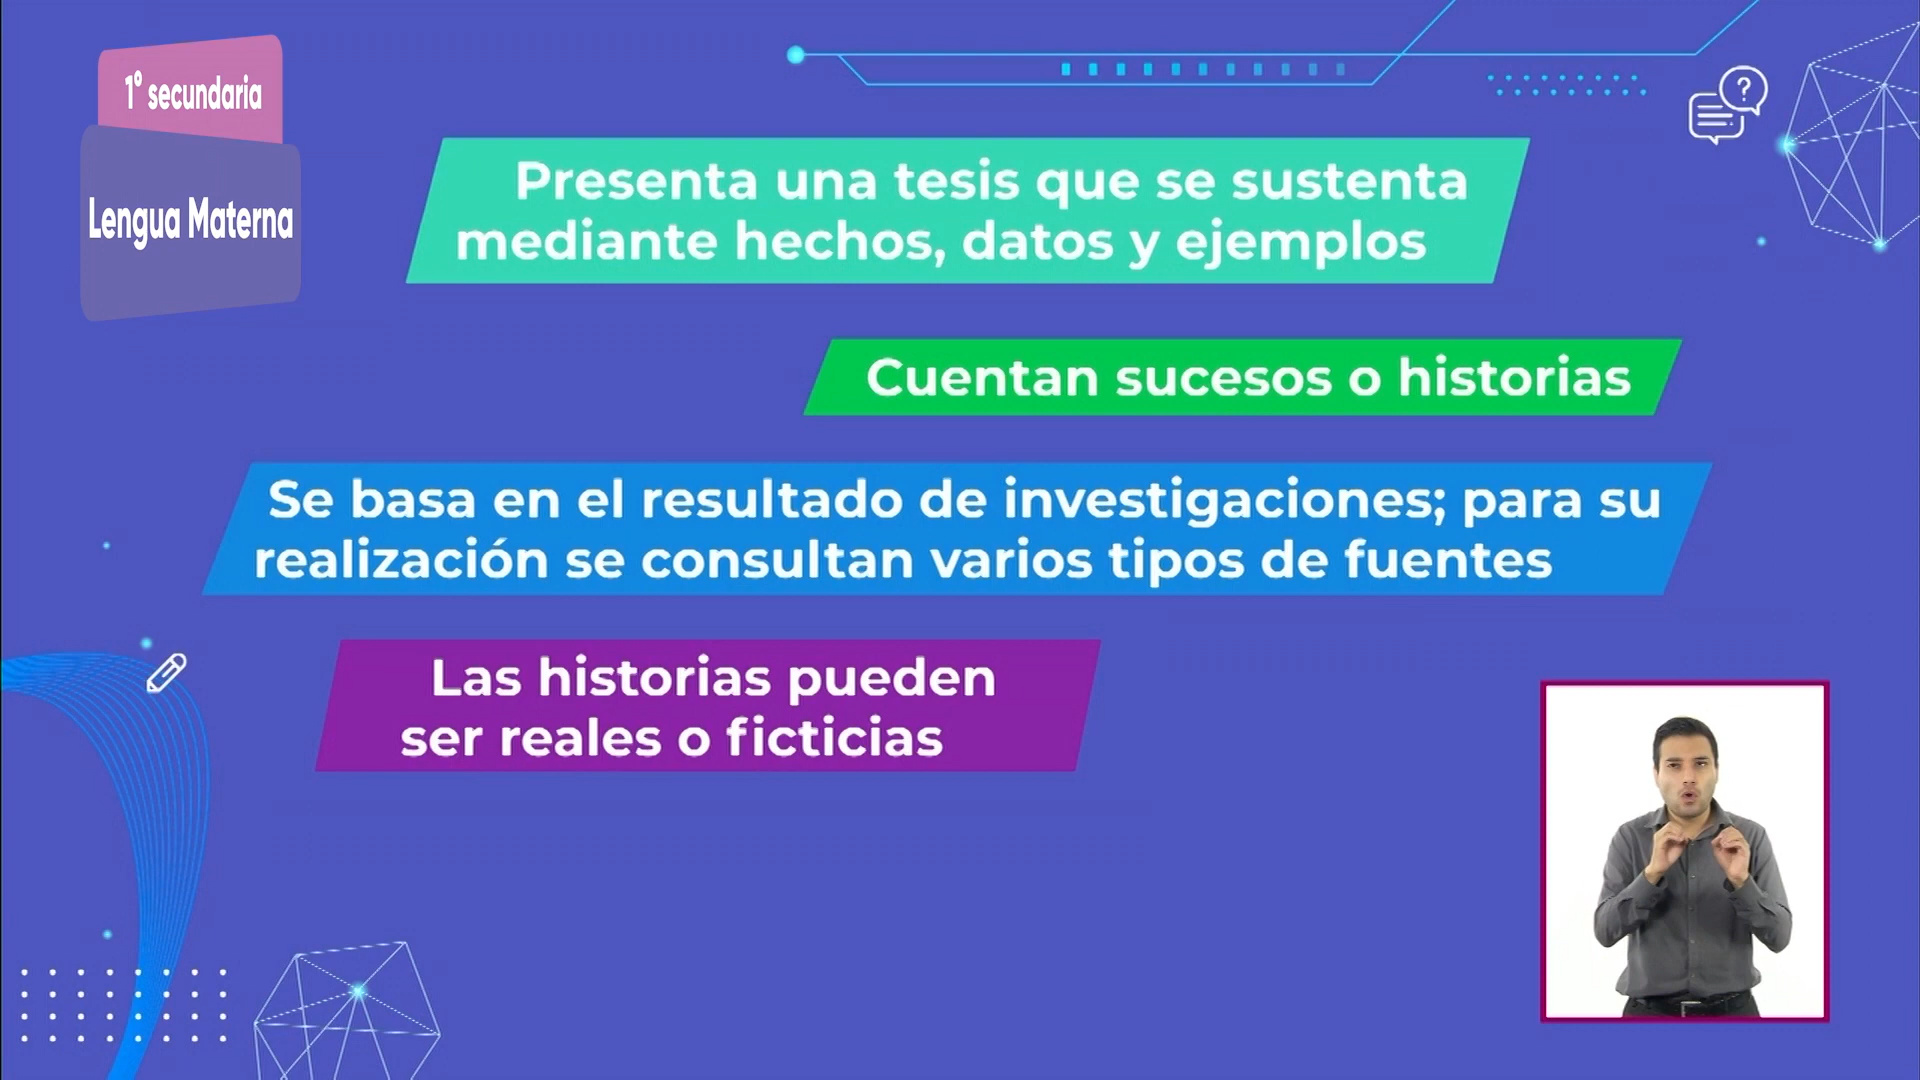 1° secundaria
Lengua Materna
Presenta una tesis que se sustenta
mediante hechos, datos y ejemplos
Cuentan sucesos o historias
Se basa en el resultado de investigaciones; para su
realización se consultan varios tipos de fuentes
Las historias pueden
ser reales o ficticias